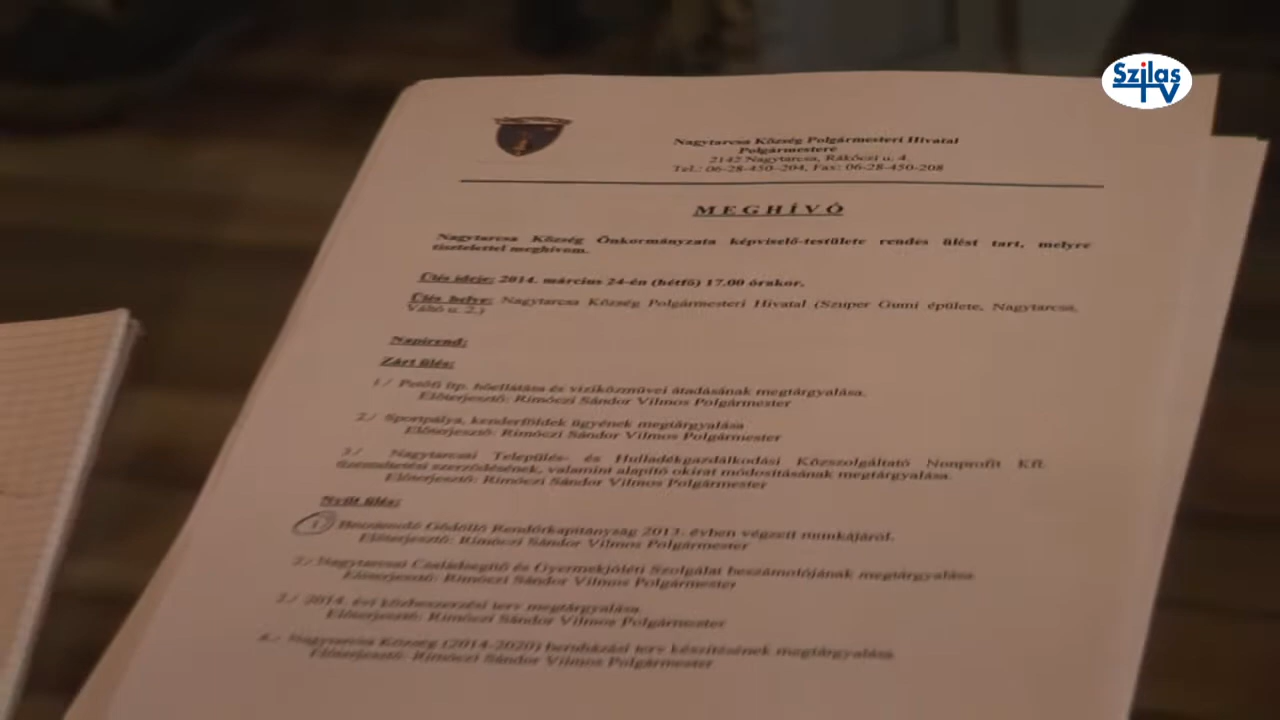 Szilas
TV
Nagytarcsa Község Polgármesteri Hivatal
Polgármestere
2142 Nagytarcsa, Rákóczi u. 4.
Tel.: 06-28-450-204, Fax: 06-28-450-208
MEGHÍVÓ
Nagytarcsa Község Önkormányzata képviselő-testülete rendes ülést tart, melyre
tisztelettel meghívom.
Ülés ideje: 2014. március 24-én (hétfő) 17.00 órakor.
Ülés helye: Nagytarcsa Község Polgármesteri Hivatal (Szuper Gumi épülete, Nagytarcsa,
Váltó u. 2.)
Napirend:
Zárt ülés:
1./ Petőfi ltp. hőellátása és víziközművei átadásának megtárgyalása.
Előterjesztő: Rimóczi Sándor Vilmos Polgármester
2./ Sportpálya, kenderföldek ügyének megtárgyalása
Előterjesztő: Rimóczi Sándor Vilmos Polgármester
3./ Nagytarcsai Település- és Hulladékgazdálkodási Közszolgáltató Nonprofit Kft.
üzemeltetési szerződésének, valamint alapító okirat módosításának megtárgyalása.
Előterjesztő: Rimóczi Sándor Vilmos Polgármester
Nyílt ülés:
1./ Beszámoló Gödöllő Rendőrkapitányság 2013. évben végzett munkájáról.
Előterjesztő: Rimóczi Sándor Vilmos Polgármester
2./ Nagytarcsai Családsegítő és Gyermekjóléti Szolgálat beszámolójának megtárgyalása
Előterjesztő: Rimóczi Sándor Vilmos Polgármester
3./ 2014. évi közbeszerzési terv megtárgyalása.
Előterjesztő: Rimóczi Sándor Vilmos Polgármester
Nagytarcsa Község (2014-2020) beruházási terv készítésének megtárgyalása
Előterjesztő: Rimóczi Sándor Vilmos Polgármester